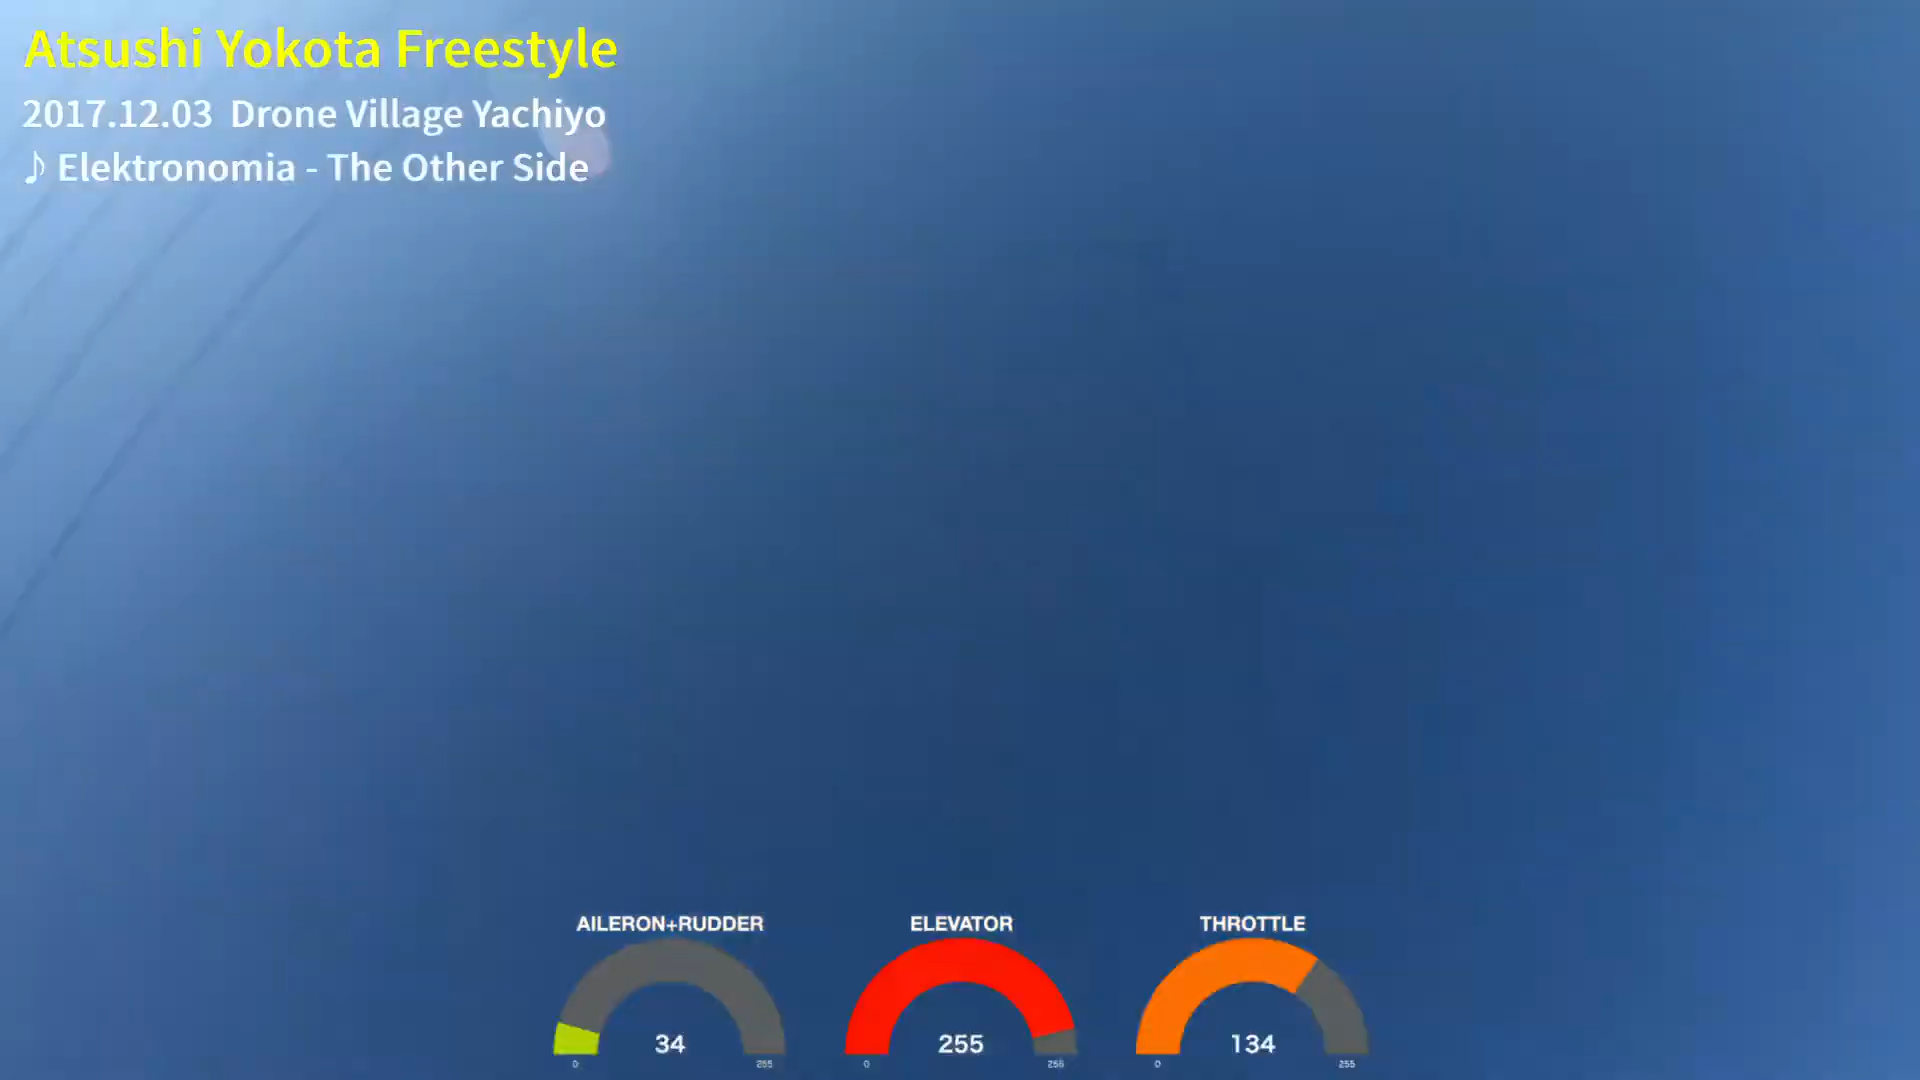 Atsushi Yokota Freestyle
2017.12.03 Drone Village Yachiyo
♪ Elektronomia - The Other Side
AILERON+RUDDER ELEVATOR THROTTLE
34 255 134
0 255 0 255 0 255